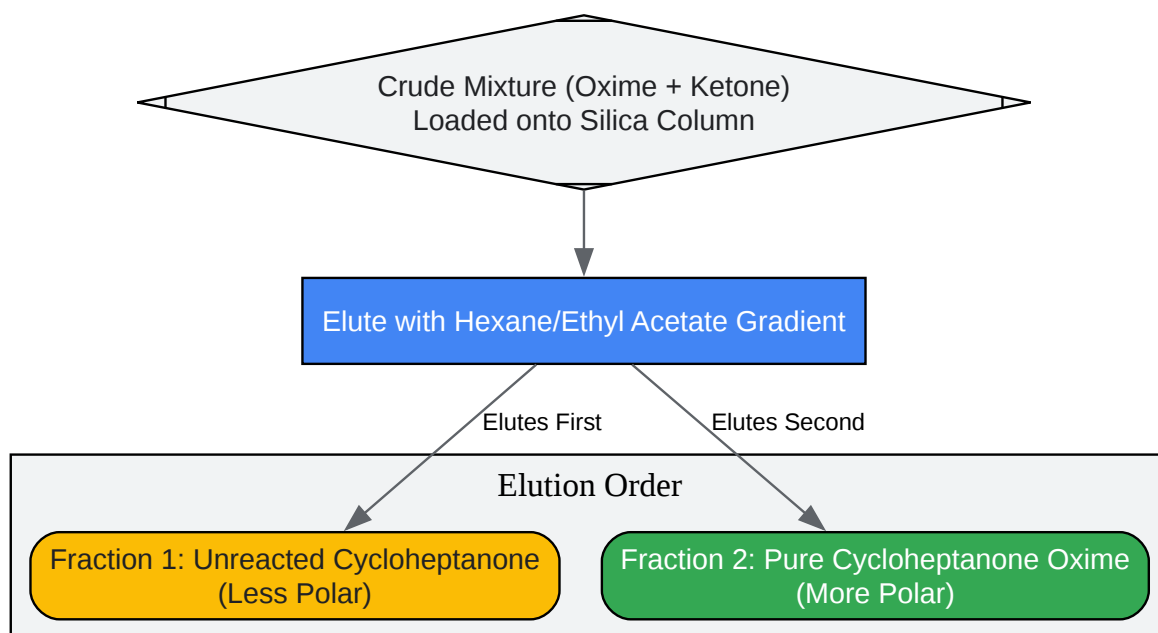 Crude Mixture (Oxime + Ketone)
Loaded onto Silica Column
Elute with Hexane/Ethyl Acetate Gradient
Elutes First
Elutes Second
Elution Order
Fraction 1: Unreacted Cycloheptanone
(Less Polar)
Fraction 2: Pure Cycloheptanone Oxime
(More Polar)